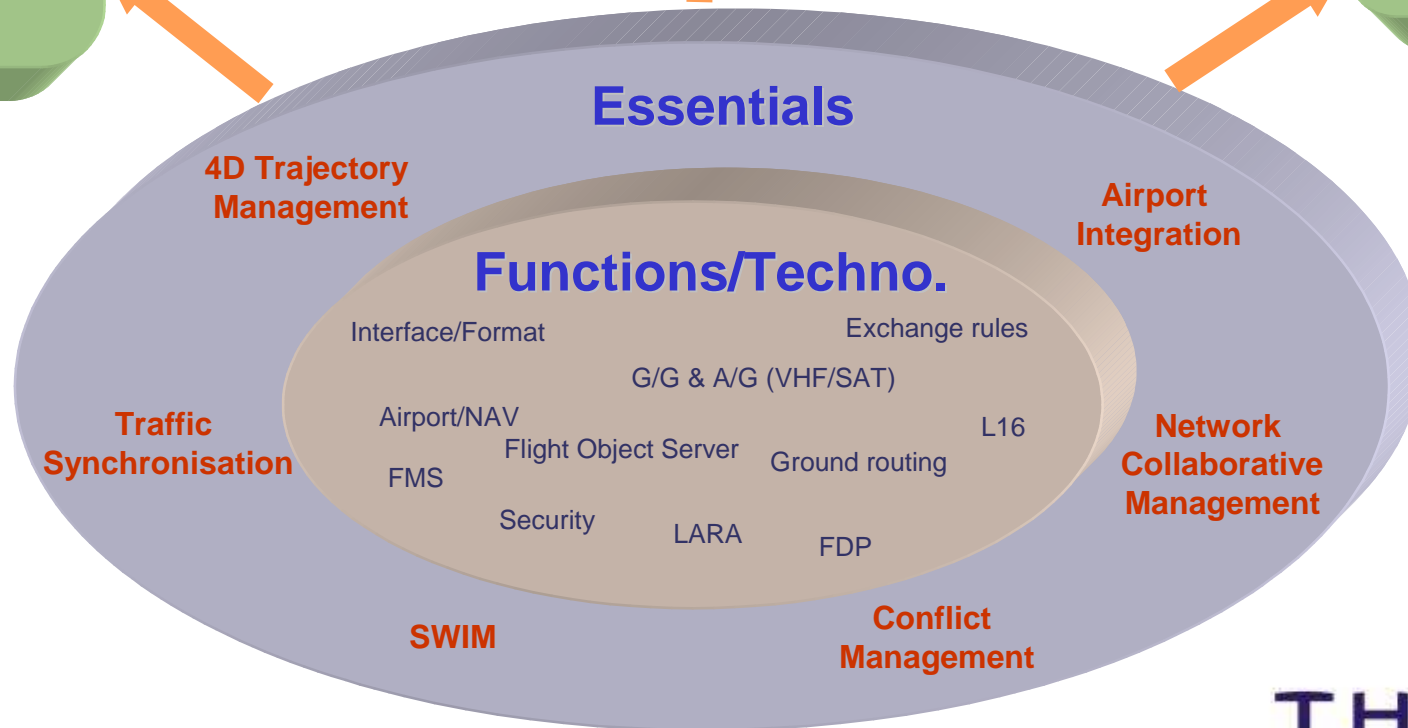 Essentials
4D Trajectory
Management
Airport
Integration
Functions/Techno.
Interface/Format
Exchange rules
G/G & A/G (VHF/SAT)
Airport/NAV
L16
Traffic
Synchronisation
Flight Object Server
Ground routing
FMS
Network
Collaborative
Management
Security
LARA
FDP
SWIM
Conflict
Management
TH